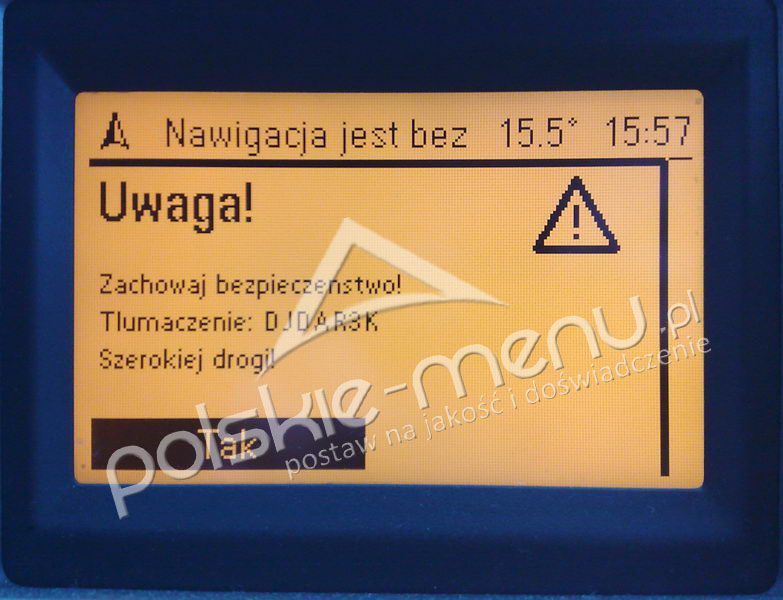 Nawigacja jest bez 15.5° 15:57
Uwaga!
Zachowaj bezpieczenstwo!
Tlumaczenie: DJDAR3K
Szerokiej drogi!
Tak
polskie-menu.pl
postaw na jakość i doświadczenie